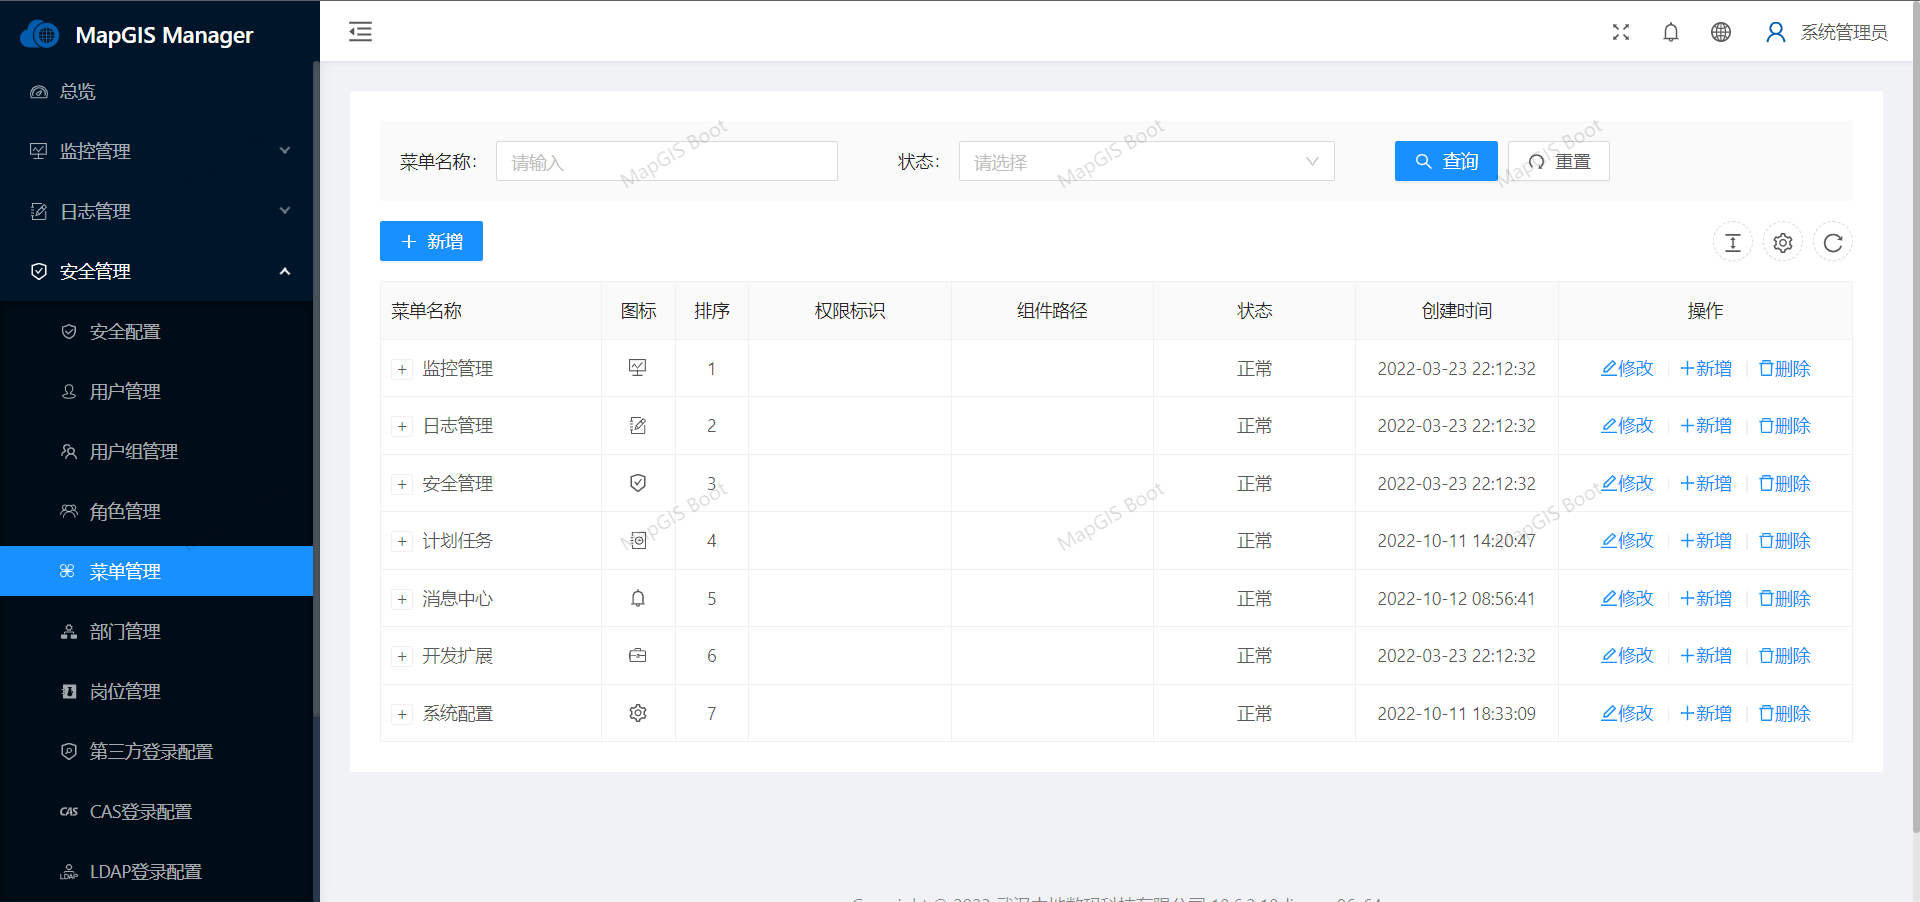 MapGIS Manager
系统管理员
总览
监控管理
日志管理
安全管理
安全配置
用户管理
用户组管理
角色管理
菜单管理
部门管理
岗位管理
第三方登录配置
CAS CAS登录配置
LDAP LDAP登录配置
菜单名称: 请输入 状态: 请选择 查询 重置
新增
菜单名称 图标 排序 权限标识 组件路径 状态 创建时间 操作
+ 监控管理 1 正常 2022-03-23 22:12:32 修改 +新增 删除
+ 日志管理 2 正常 2022-03-23 22:12:32 修改 +新增 删除
+ 安全管理 3 正常 2022-03-23 22:12:32 修改 +新增 删除
+ 计划任务 4 正常 2022-10-11 14:20:47 修改 +新增 删除
+ 消息中心 5 正常 2022-10-12 08:56:41 修改 +新增 删除
+ 开发扩展 6 正常 2022-03-23 22:12:32 修改 +新增 删除
+ 系统配置 7 正常 2022-10-11 18:33:09 修改 +新增 删除
MapGIS Boot
MapGIS Boot
MapGIS Boot
MapGIS Boot
MapGIS Boot
MapGIS Boot